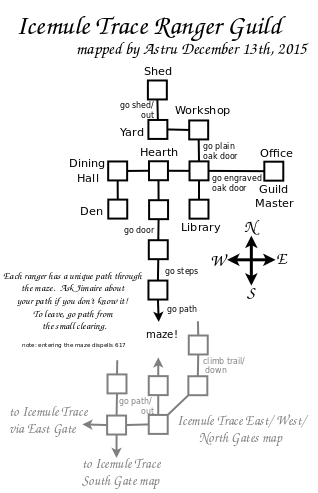 Icemule Trace Ranger Guild
mapped by Astru December 13th, 2015
Shed
go shed/
out
Workshop
Yard
go plain
oak door
Hearth
Office
Dining
Hall
go engraved
oak door
Guild
Master
Den
Library
go door
N
W E
S
go steps
Each ranger has a unique path through
the maze. Ask Jimaire about
your path if you don't know it!
To leave, go path from
the small clearing.
go path
note: entering the maze dispells 617
maze!
climb trail/
down
go path/
out
to Icemule Trace
via East Gate
Icemule Trace East/ West/
North Gates map
to Icemule Trace
South Gate map